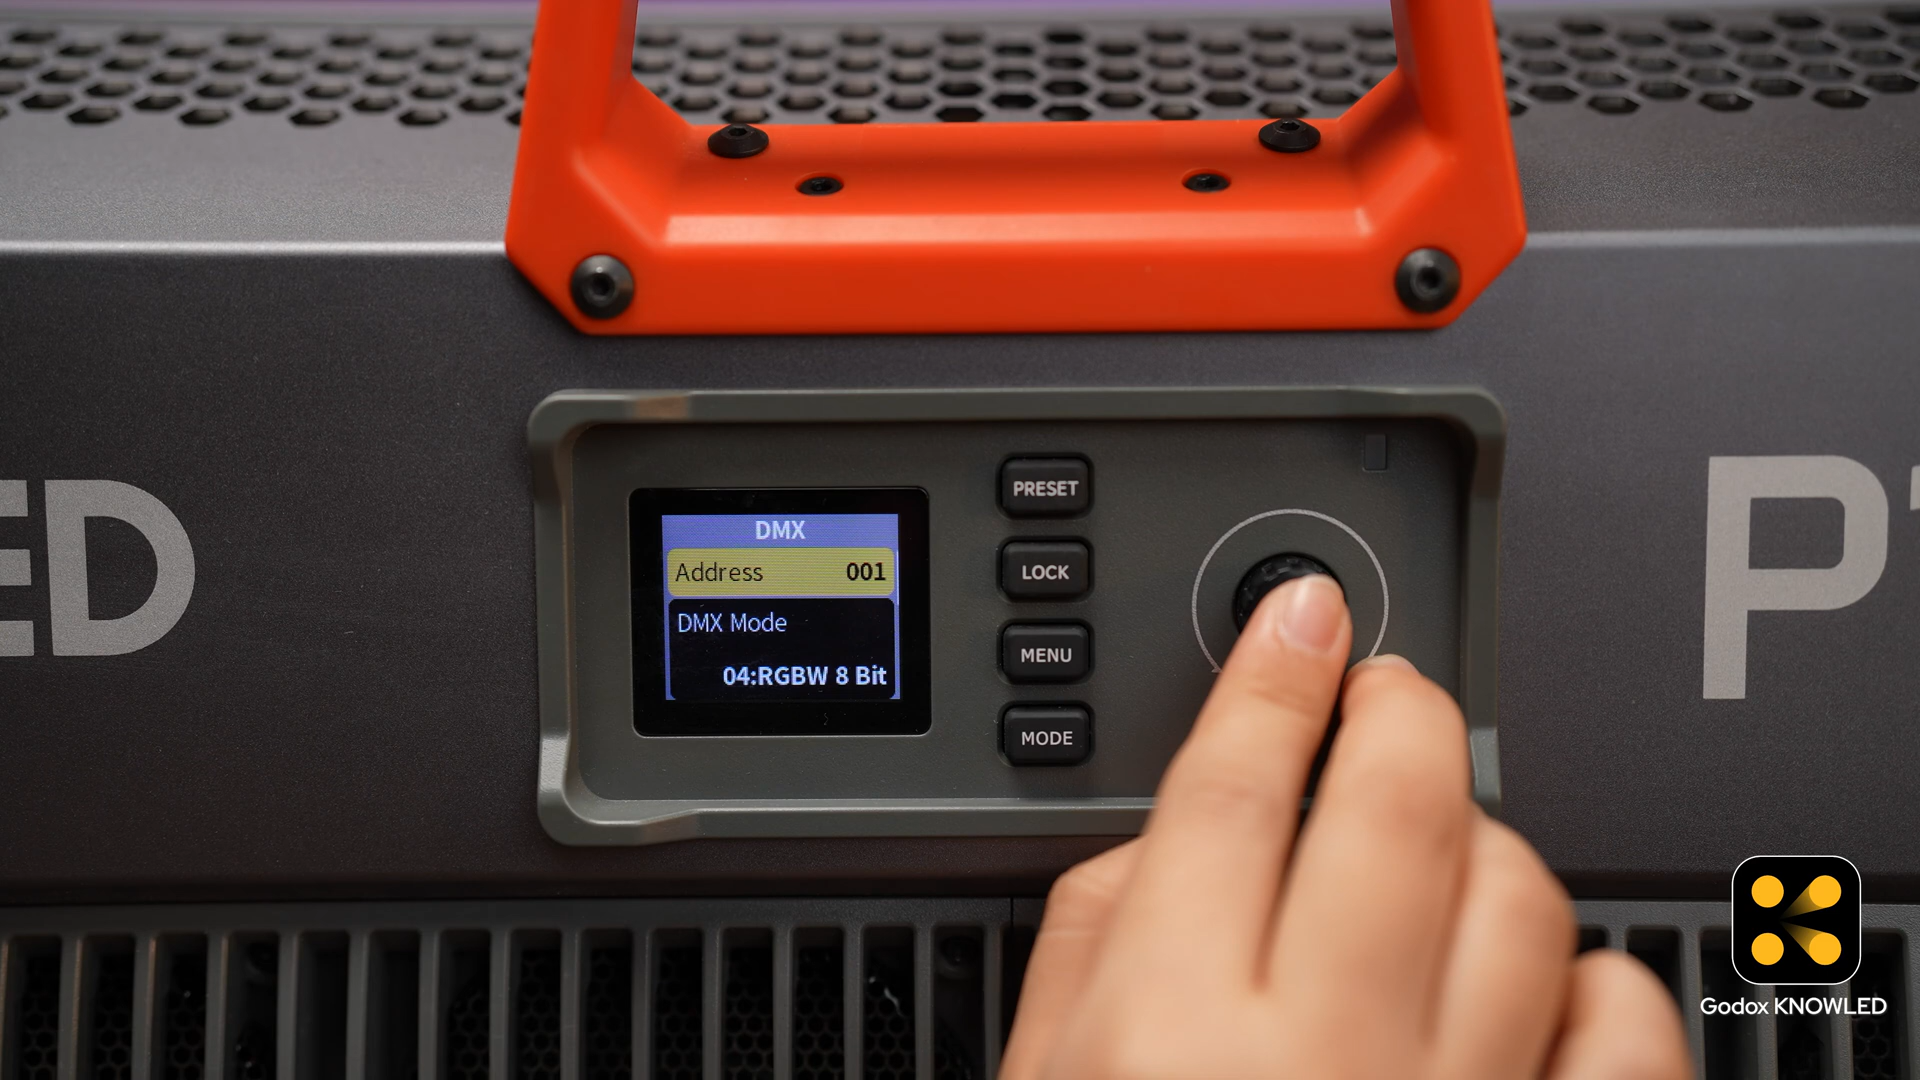 ED
P
DMX
Address 001
DMX Mode
04:RGBW 8 Bit
PRESET
LOCK
MENU
MODE
Godox KNOWLED